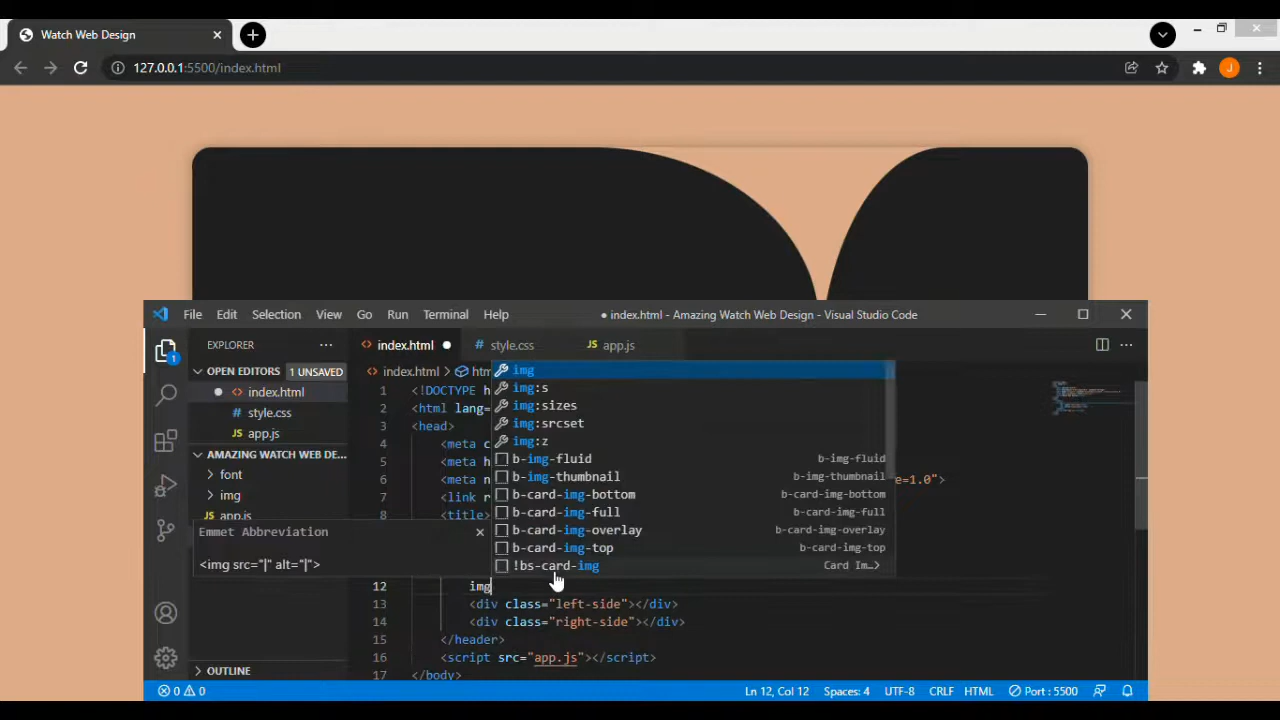 Watch Web Design
127.0.0.1:5500/index.html
J
File Edit Selection View Go Run Terminal Help
● index.html - Amazing Watch Web Design - Visual Studio Code
EXPLORER
index.html
style.css
app.js
OPEN EDITORS 1 UNSAVED
index.html
style.css
app.js
AMAZING WATCH WEB DE...
font
img
app.js
OUTLINE
1
index.html > htm
1 <!DOCTYPE h
2 <html lang=
3 <head>
4 <meta c
5 <meta h
6 <meta n e=1.0">
7 <link r
8 <title>
img
img:s
img:sizes
img:srcset
img:z
b-img-fluid b-img-fluid
b-img-thumbnail b-img-thumbnail
b-card-img-bottom b-card-img-bottom
b-card-img-full b-card-img-full
b-card-img-overlay b-card-img-overlay
b-card-img-top b-card-img-top
!bs-card-img Card Im…>
Emmet Abbreviation
<img src="|" alt="|">
12 img
13 <div class="left-side"></div>
14 <div class="right-side"></div>
15 </header>
16 <script src="app.js"></script>
17 </body>
0 0
Ln 12, Col 12 Spaces: 4 UTF-8 CRLF HTML Port : 5500